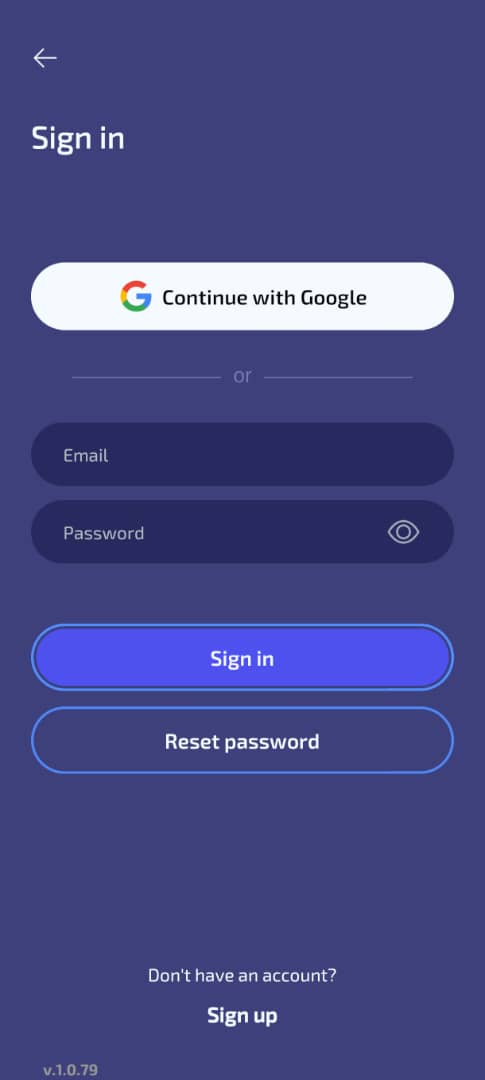 Sign in
Continue with Google
or
Email
Password
Sign in
Reset password
Don't have an account?
Sign up
v.1.0.79